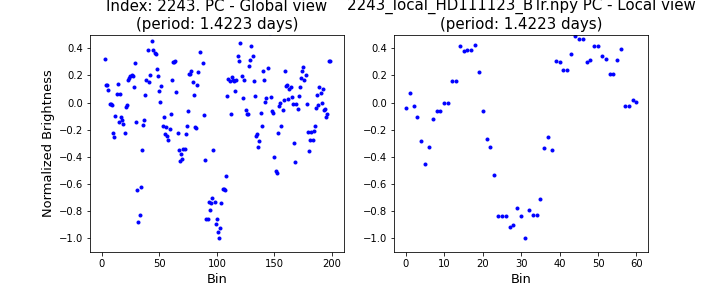 Index: 2243. PC - Global view
(period: 1.4223 days)
2243_local_HD111123_BTr.npy PC - Local view
(period: 1.4223 days)
Normalized Brightness
0.4
0.2
0.0
−0.2
−0.4
−0.6
−0.8
−1.0
0 50 100 150 200
Bin
0.4
0.2
0.0
−0.2
−0.4
−0.6
−0.8
−1.0
0 10 20 30 40 50 60
Bin